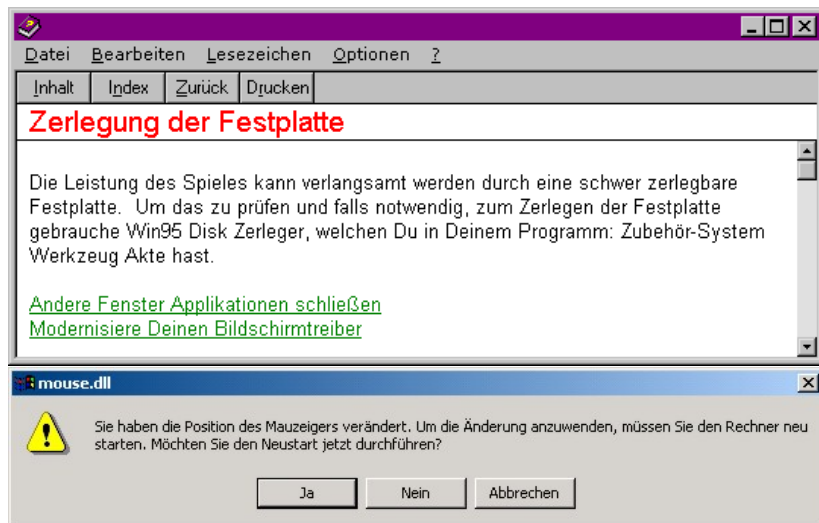 Datei Bearbeiten Lesezeichen Optionen ?
Inhalt Index Zurück Drucken
Zerlegung der Festplatte
Die Leistung des Spieles kann verlangsamt werden durch eine schwer zerlegbare
Festplatte. Um das zu prüfen und falls notwendig, zum Zerlegen der Festplatte
gebrauche Win95 Disk Zerleger, welchen Du in Deinem Programm: Zubehör-System
Werkzeug Akte hast.
Andere Fenster Applikationen schließen
Modernisiere Deinen Bildschirmtreiber
mouse.dll
Sie haben die Position des Mauzeigers verändert. Um die Änderung anzuwenden, müssen Sie den Rechner neu
starten. Möchten Sie den Neustart jetzt durchführen?
Ja Nein Abbrechen